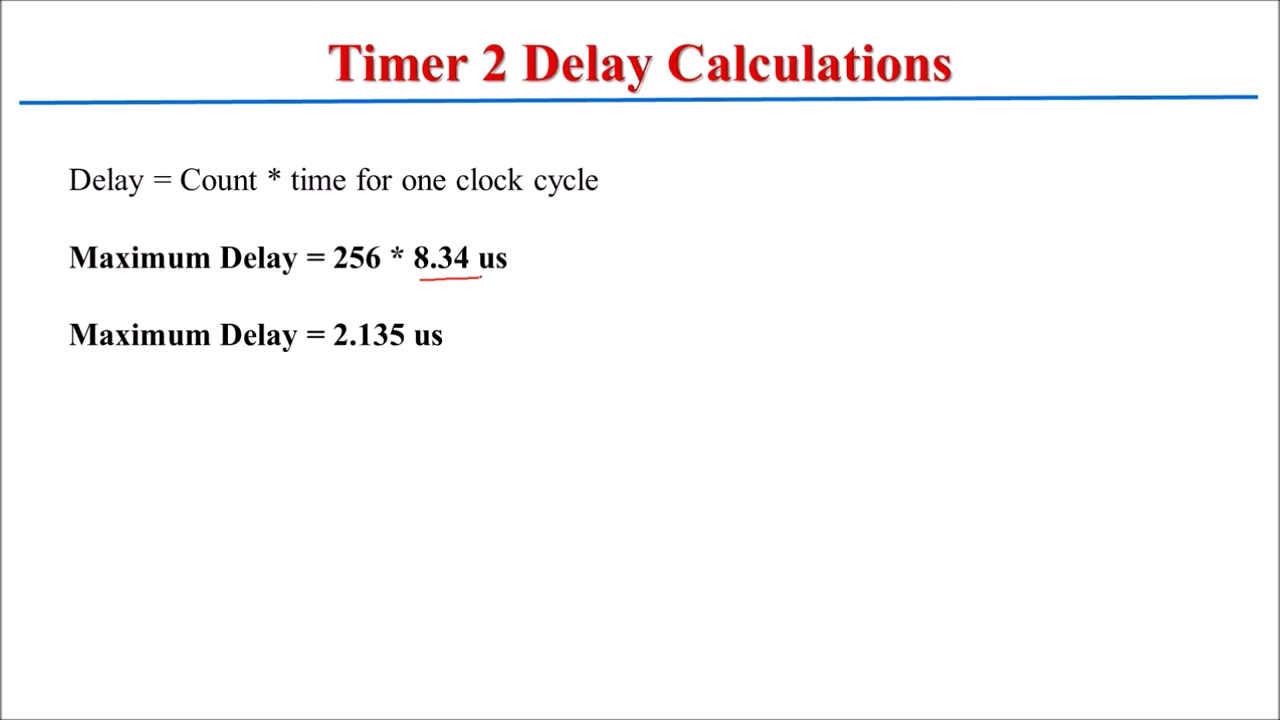 Timer 2 Delay Calculations
Delay = Count * time for one clock cycle
Maximum Delay = 256 * 8.34 us
Maximum Delay = 2.135 us